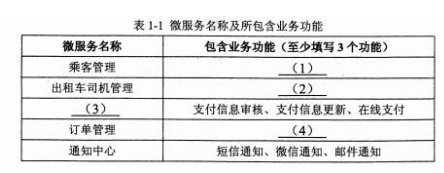 表 1-1 微服务名称及所包含业务功能
微服务名称 包含业务功能（至少填写 3 个功能）
乘客管理 （1）
出租车司机管理 （2）
（3） 支付信息审核、支付信息更新、在线支付
订单管理 （4）
通知中心 短信通知、微信通知、邮件通知